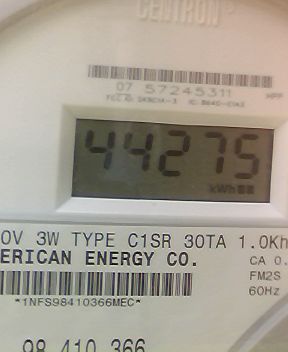 CENTRON®
07 57245311
44275
kWh
0V 3W TYPE C1SR 30TA 1.0Kh
ERICAN ENERGY CO.
CA 0.
FM2S
*1NFS98410366MEC*
60Hz
98 410 366